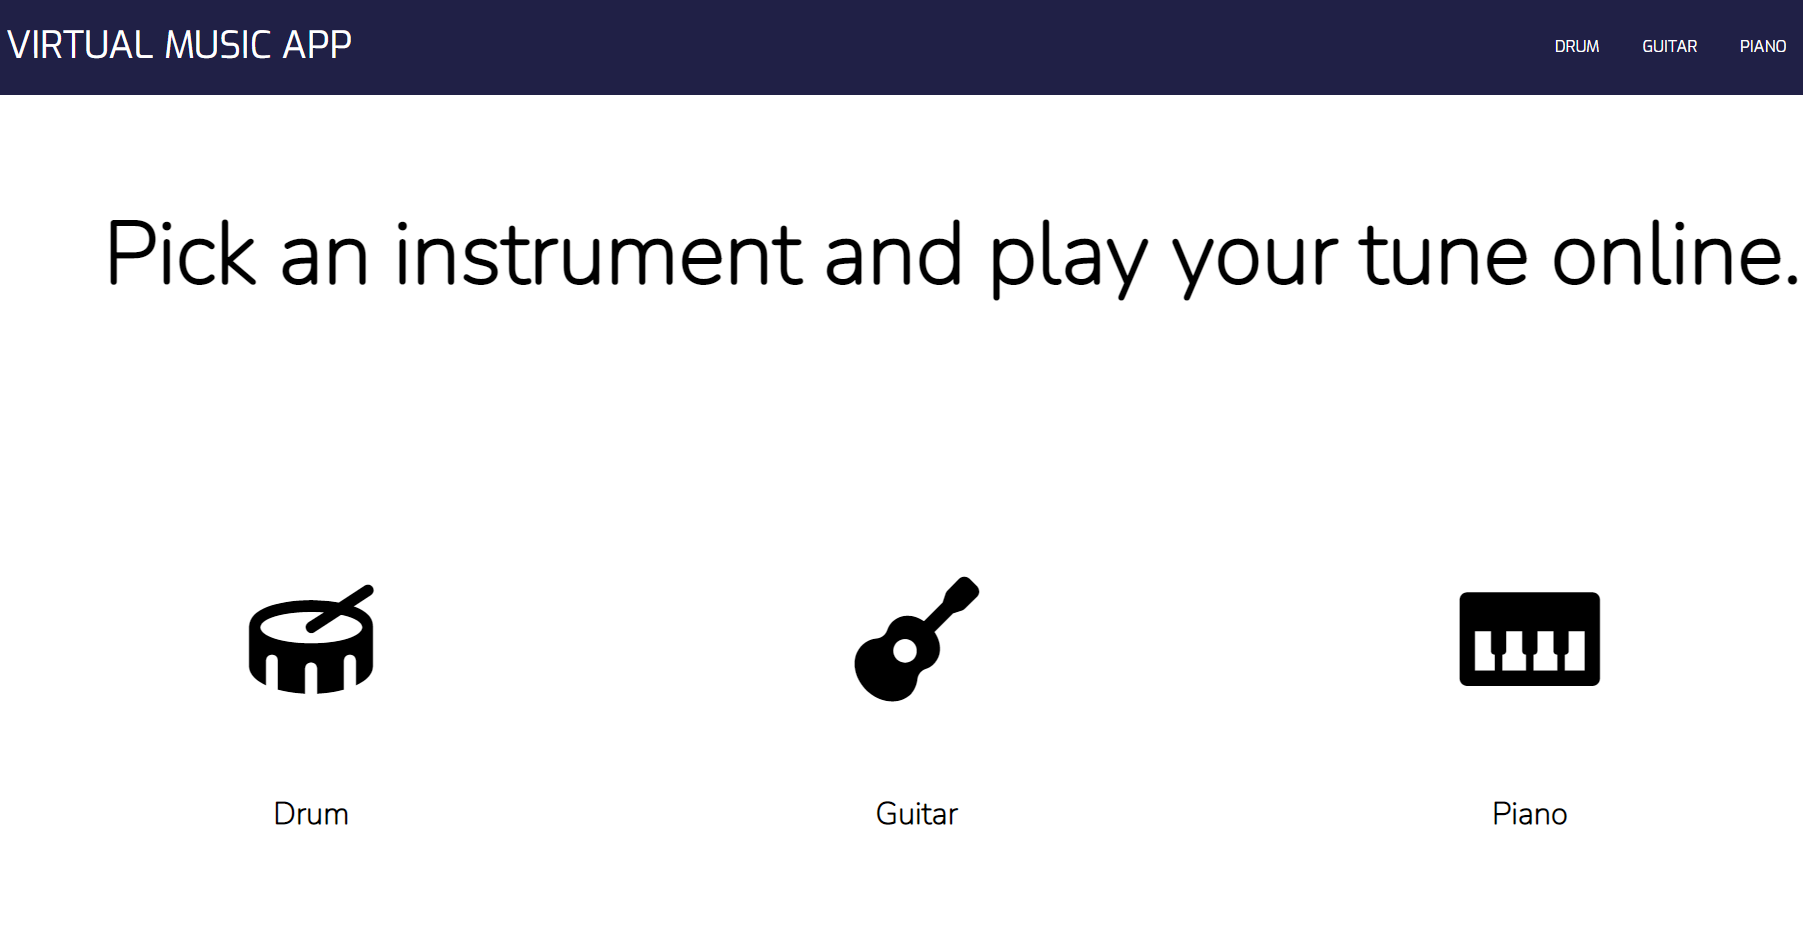 VIRTUAL MUSIC APP
DRUM GUITAR PIANO
Pick an instrument and play your tune online.
Drum
Guitar
Piano